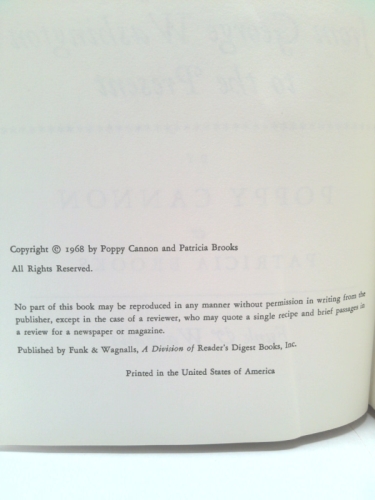 Copyright © 1968 by Poppy Cannon and Patricia Brooks
All Rights Reserved.
No part of this book may be reproduced in any manner without permission in writing from the
publisher, except in the case of a reviewer, who may quote a single recipe and brief passages in
a review for a newspaper or magazine.
Published by Funk & Wagnalls, A Division of Reader's Digest Books, Inc.
Printed in the United States of America